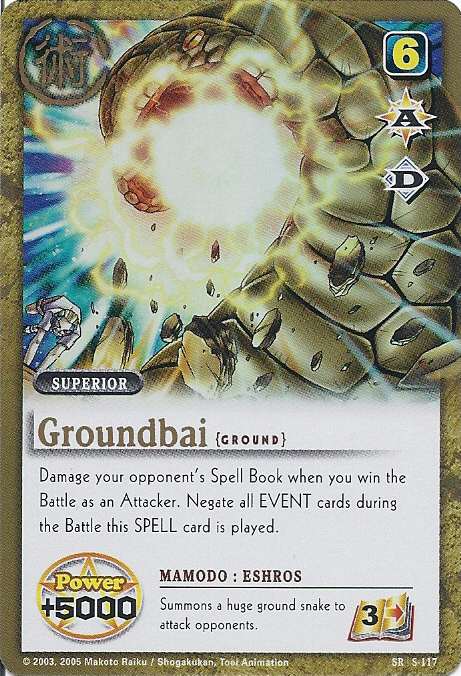 術
6
A
D
SUPERIOR
Groundbai {GROUND}
Damage your opponent's Spell Book when you win the
Battle as an Attacker. Negate all EVENT cards during
the Battle this SPELL card is played.
Power
+5000
MAMODO : ESHROS
Summons a huge ground snake to
attack opponents.
3
© 2003, 2005 Makoto Raiku / Shogakukan, Toei Animation
SR S-117